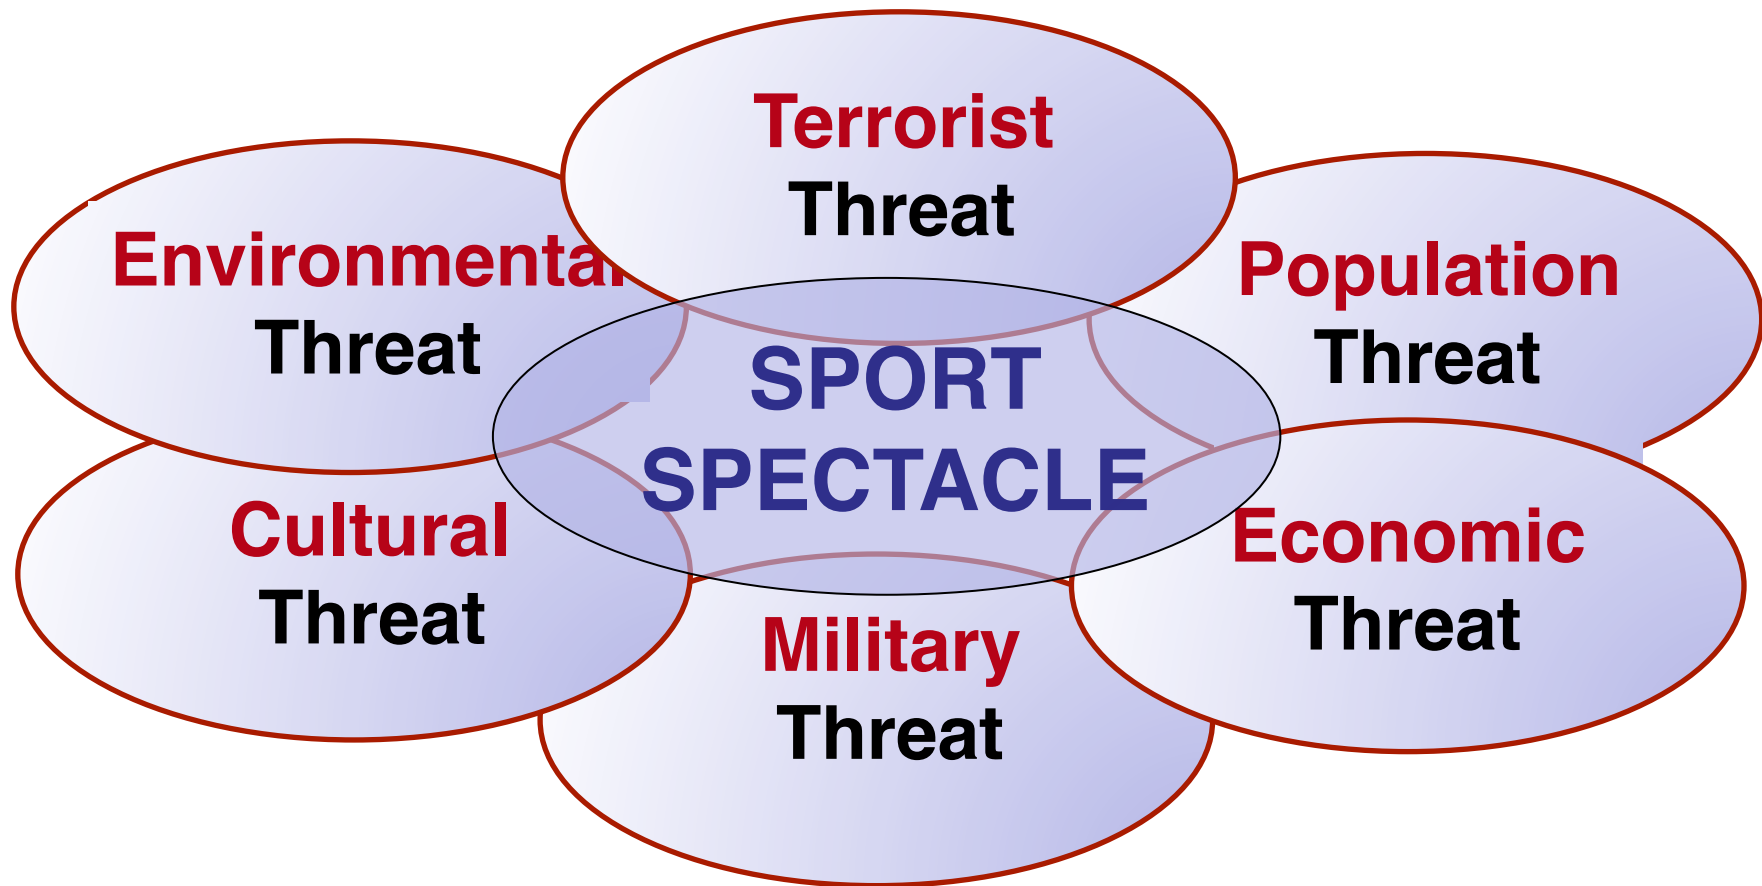 Terrorist
Threat
Environmental
Threat
Population
Threat
SPORT
SPECTACLE
Cultural
Threat
Economic
Threat
Military
Threat